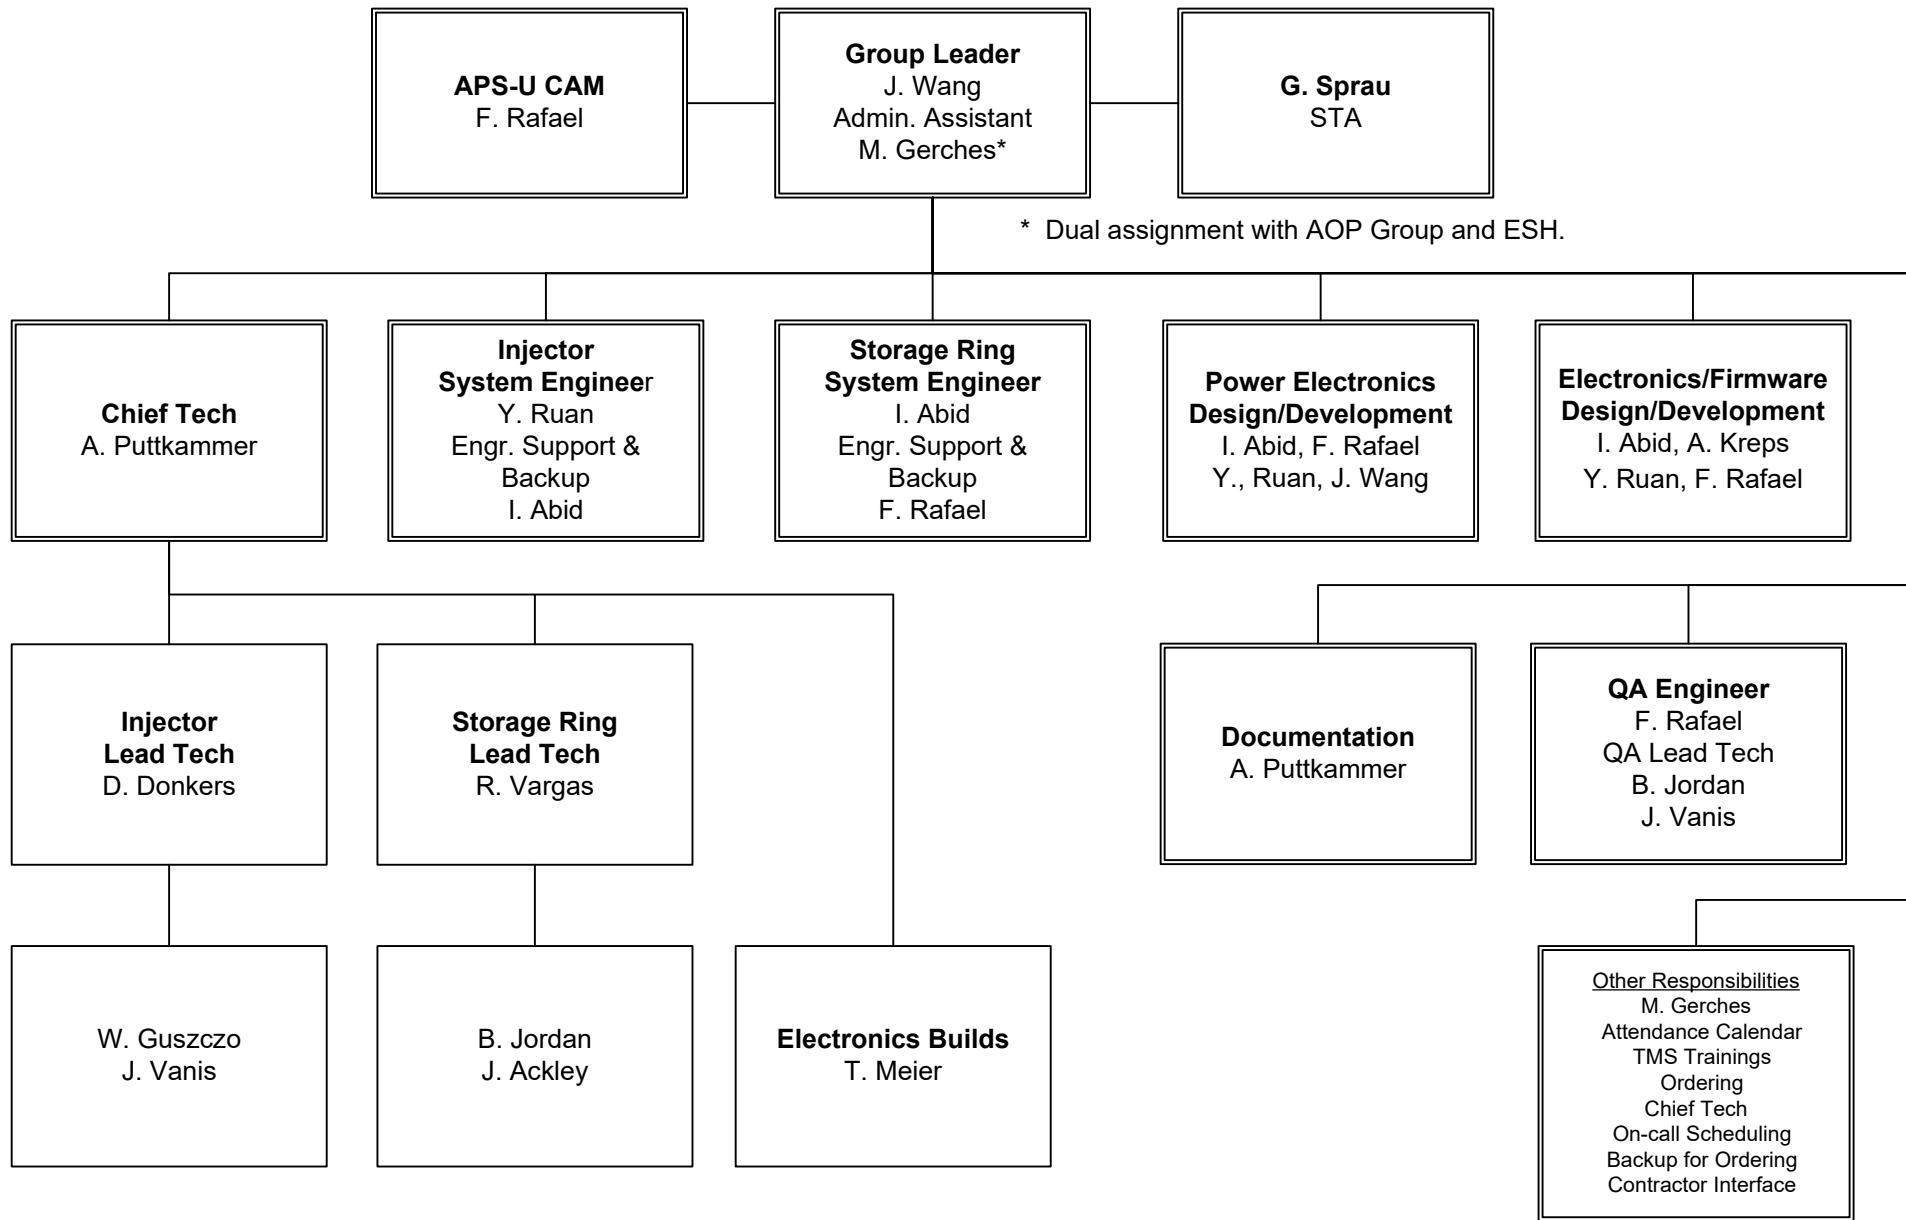 APS-U CAM
F. Rafael
Group Leader
J. Wang
Admin. Assistant
M. Gerches*
G. Sprau
STA
* Dual assignment with AOP Group and ESH.
Chief Tech
A. Puttkammer
Injector
System Engineer
Y. Ruan
Engr. Support &
Backup
I. Abid
Storage Ring
System Engineer
I. Abid
Engr. Support &
Backup
F. Rafael
Power Electronics
Design/Development
I. Abid, F. Rafael
Y., Ruan, J. Wang
Electronics/Firmware
Design/Development
I. Abid, A. Kreps
Y. Ruan, F. Rafael
Injector
Lead Tech
D. Donkers
Storage Ring
Lead Tech
R. Vargas
Documentation
A. Puttkammer
QA Engineer
F. Rafael
QA Lead Tech
B. Jordan
J. Vanis
W. Guszczo
J. Vanis
B. Jordan
J. Ackley
Electronics Builds
T. Meier
Other Responsibilities
M. Gerches
Attendance Calendar
TMS Trainings
Ordering
Chief Tech
On-call Scheduling
Backup for Ordering
Contractor Interface